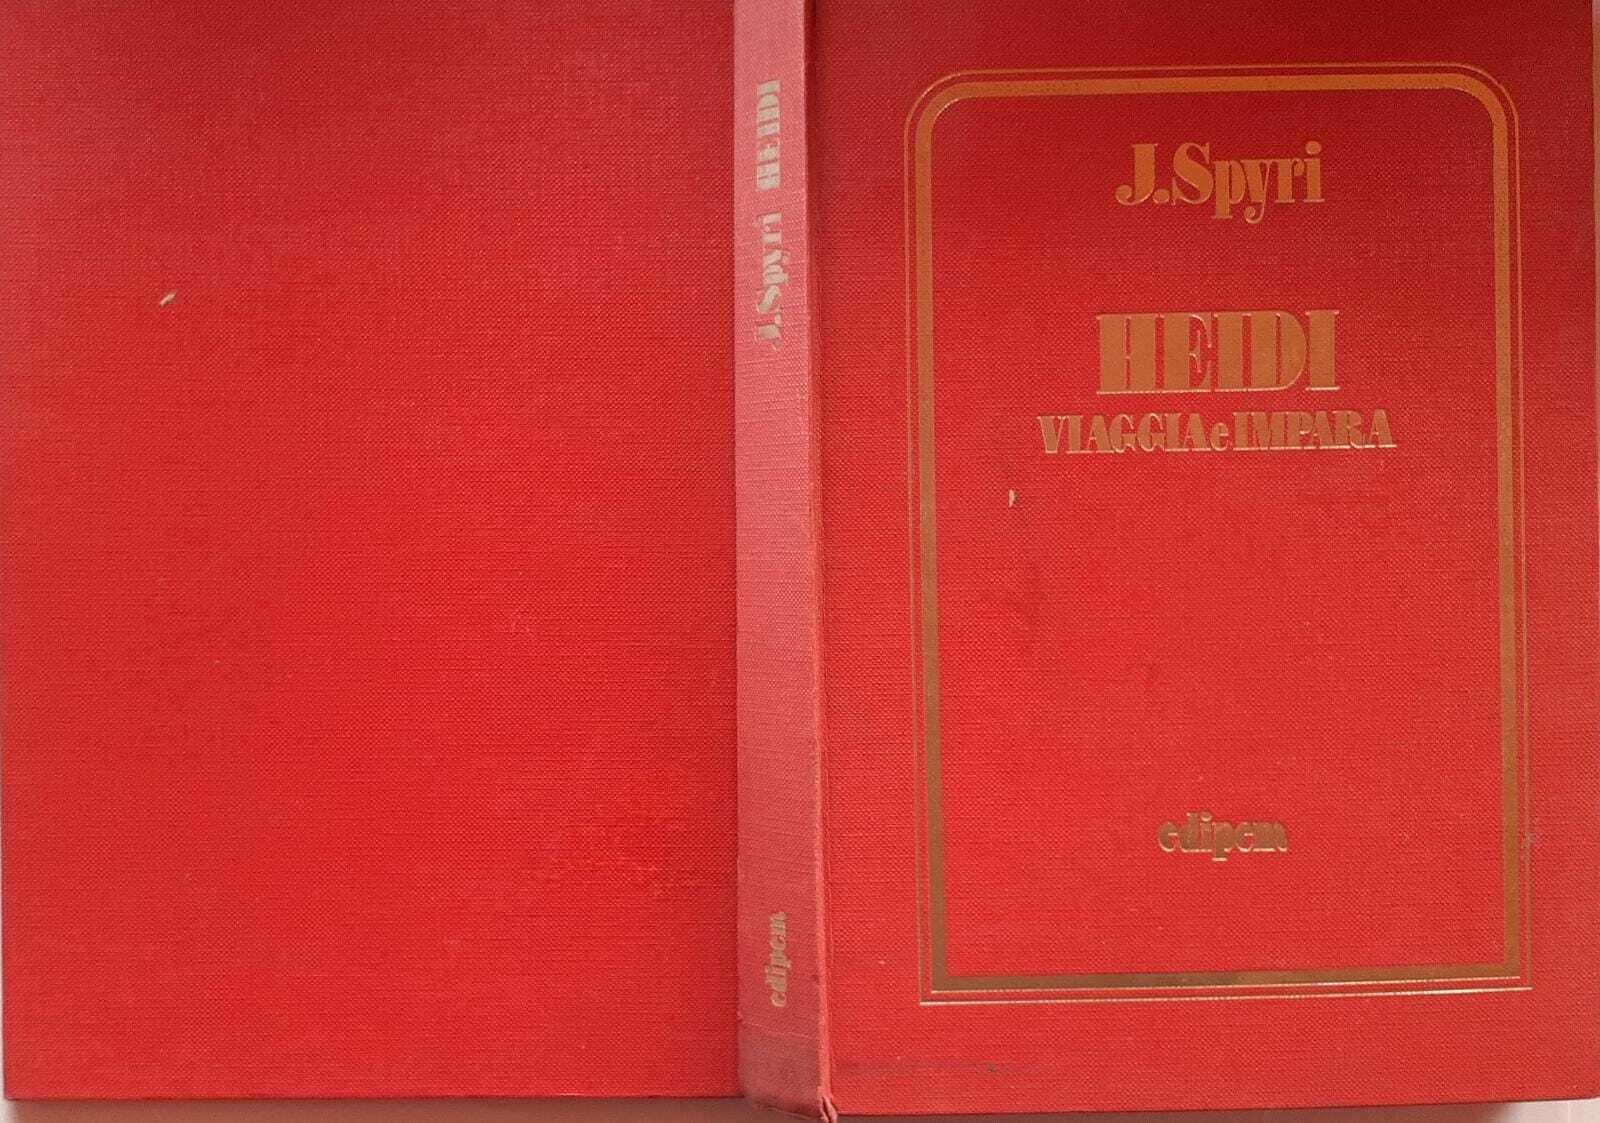 J.Spyri HEIDI
edipem
J.Spyri
HEIDI
VIAGGIA e IMPARA
edipem